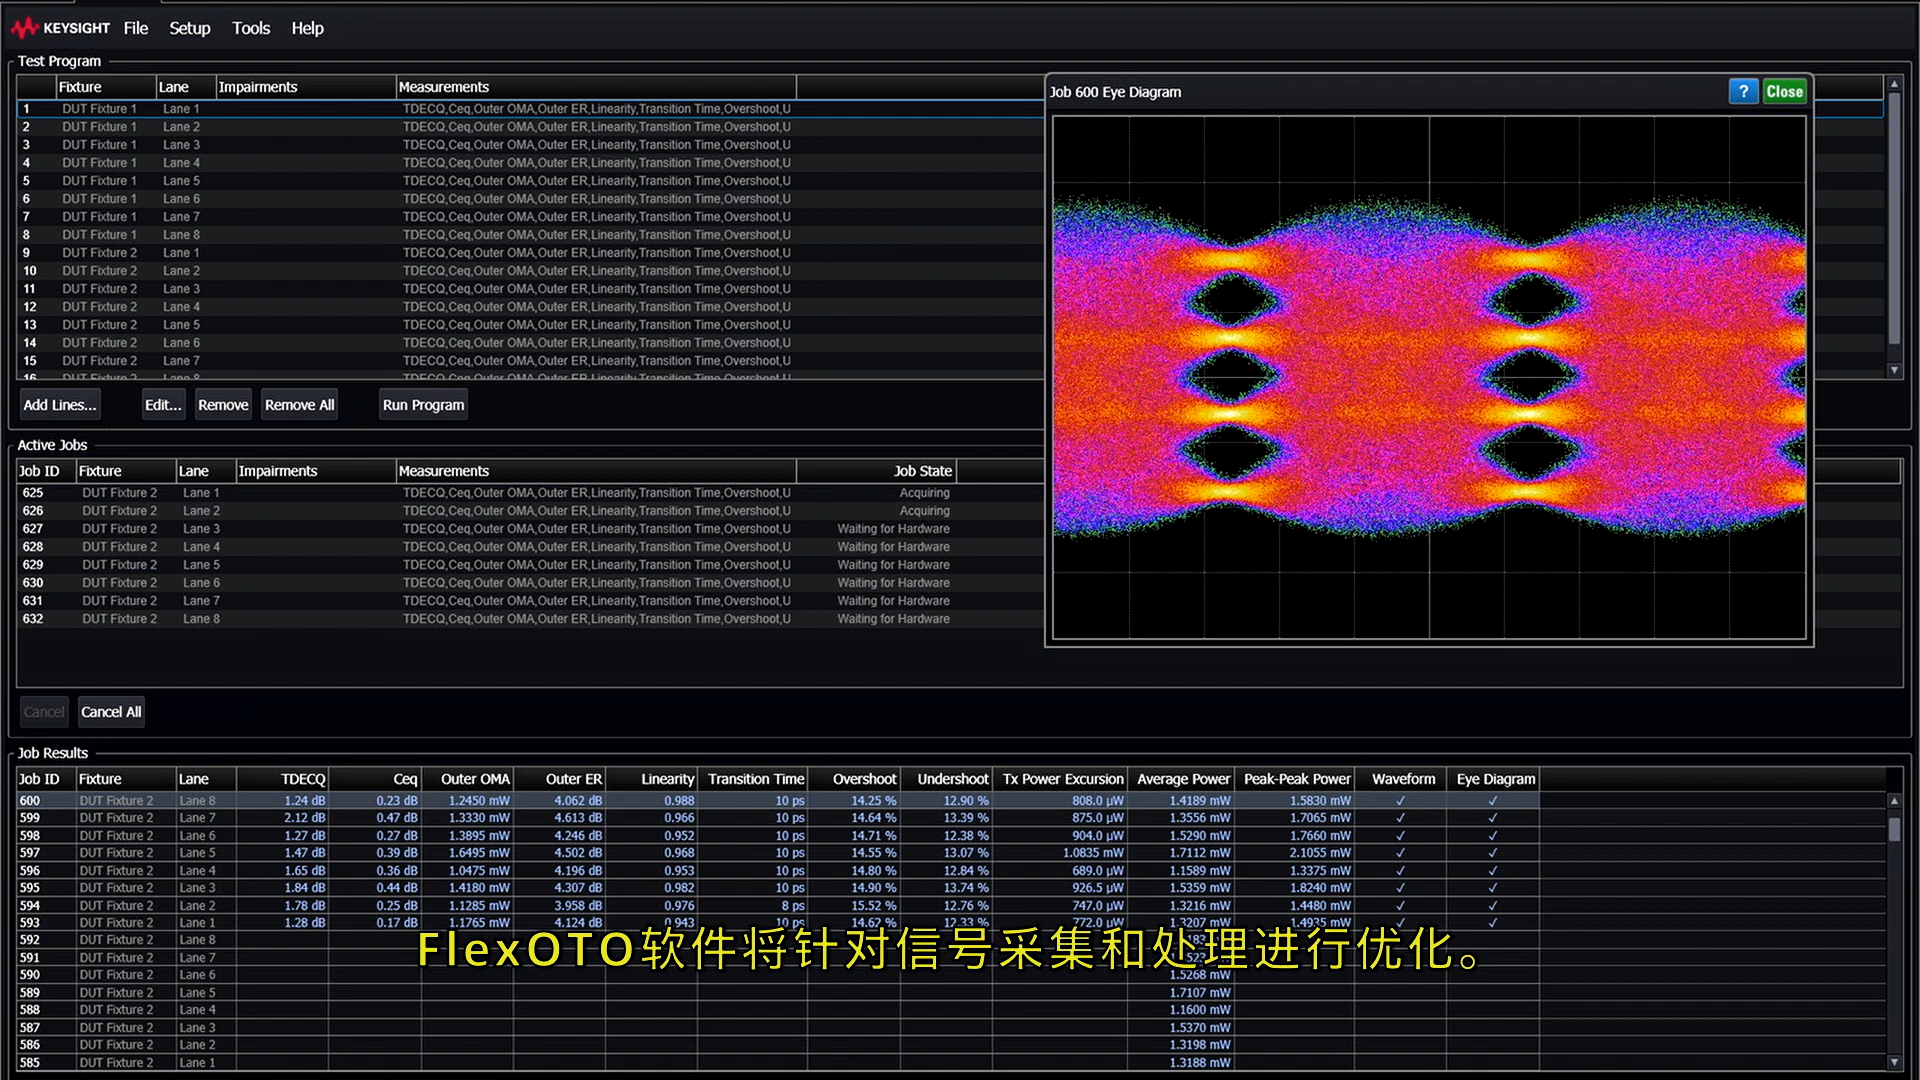 KEYSIGHT File Setup Tools Help
Test Program
Fixture Lane Impairments Measurements
1 DUT Fixture 1 Lane 1 TDECQ,Ceq,Outer OMA,Outer ER,Linearity,Transition Time,Overshoot,U
2 DUT Fixture 1 Lane 2 TDECQ,Ceq,Outer OMA,Outer ER,Linearity,Transition Time,Overshoot,U
3 DUT Fixture 1 Lane 3 TDECQ,Ceq,Outer OMA,Outer ER,Linearity,Transition Time,Overshoot,U
4 DUT Fixture 1 Lane 4 TDECQ,Ceq,Outer OMA,Outer ER,Linearity,Transition Time,Overshoot,U
5 DUT Fixture 1 Lane 5 TDECQ,Ceq,Outer OMA,Outer ER,Linearity,Transition Time,Overshoot,U
6 DUT Fixture 1 Lane 6 TDECQ,Ceq,Outer OMA,Outer ER,Linearity,Transition Time,Overshoot,U
7 DUT Fixture 1 Lane 7 TDECQ,Ceq,Outer OMA,Outer ER,Linearity,Transition Time,Overshoot,U
8 DUT Fixture 1 Lane 8 TDECQ,Ceq,Outer OMA,Outer ER,Linearity,Transition Time,Overshoot,U
9 DUT Fixture 2 Lane 1 TDECQ,Ceq,Outer OMA,Outer ER,Linearity,Transition Time,Overshoot,U
10 DUT Fixture 2 Lane 2 TDECQ,Ceq,Outer OMA,Outer ER,Linearity,Transition Time,Overshoot,U
11 DUT Fixture 2 Lane 3 TDECQ,Ceq,Outer OMA,Outer ER,Linearity,Transition Time,Overshoot,U
12 DUT Fixture 2 Lane 4 TDECQ,Ceq,Outer OMA,Outer ER,Linearity,Transition Time,Overshoot,U
13 DUT Fixture 2 Lane 5 TDECQ,Ceq,Outer OMA,Outer ER,Linearity,Transition Time,Overshoot,U
14 DUT Fixture 2 Lane 6 TDECQ,Ceq,Outer OMA,Outer ER,Linearity,Transition Time,Overshoot,U
15 DUT Fixture 2 Lane 7 TDECQ,Ceq,Outer OMA,Outer ER,Linearity,Transition Time,Overshoot,U
16 DUT Fixture 2 Lane 8 TDECQ,Ceq,Outer OMA,Outer ER,Linearity,Transition Time,Overshoot,U
Add Lines... Edit... Remove Remove All Run Program
Job 600 Eye Diagram ? Close
Active Jobs
Job ID Fixture Lane Impairments Measurements Job State
625 DUT Fixture 2 Lane 1 TDECQ,Ceq,Outer OMA,Outer ER,Linearity,Transition Time,Overshoot,U Acquiring
626 DUT Fixture 2 Lane 2 TDECQ,Ceq,Outer OMA,Outer ER,Linearity,Transition Time,Overshoot,U Acquiring
627 DUT Fixture 2 Lane 3 TDECQ,Ceq,Outer OMA,Outer ER,Linearity,Transition Time,Overshoot,U Waiting for Hardware
628 DUT Fixture 2 Lane 4 TDECQ,Ceq,Outer OMA,Outer ER,Linearity,Transition Time,Overshoot,U Waiting for Hardware
629 DUT Fixture 2 Lane 5 TDECQ,Ceq,Outer OMA,Outer ER,Linearity,Transition Time,Overshoot,U Waiting for Hardware
630 DUT Fixture 2 Lane 6 TDECQ,Ceq,Outer OMA,Outer ER,Linearity,Transition Time,Overshoot,U Waiting for Hardware
631 DUT Fixture 2 Lane 7 TDECQ,Ceq,Outer OMA,Outer ER,Linearity,Transition Time,Overshoot,U Waiting for Hardware
632 DUT Fixture 2 Lane 8 TDECQ,Ceq,Outer OMA,Outer ER,Linearity,Transition Time,Overshoot,U Waiting for Hardware
Cancel Cancel All
Job Results
Job ID Fixture Lane TDECQ Ceq Outer OMA Outer ER Linearity Transition Time Overshoot Undershoot Tx Power Excursion Average Power Peak-Peak Power Waveform Eye Diagram
600 DUT Fixture 2 Lane 8 1.24 dB 0.23 dB 1.2450 mW 4.062 dB 0.988 10 ps 14.25 % 12.90 % 808.0 µW 1.4189 mW 1.5830 mW ✓ ✓
599 DUT Fixture 2 Lane 7 2.12 dB 0.47 dB 1.3330 mW 4.613 dB 0.966 10 ps 14.64 % 13.39 % 875.0 µW 1.3556 mW 1.7065 mW ✓ ✓
598 DUT Fixture 2 Lane 6 1.27 dB 0.27 dB 1.3895 mW 4.246 dB 0.952 10 ps 14.71 % 12.38 % 904.0 µW 1.5290 mW 1.7660 mW ✓ ✓
597 DUT Fixture 2 Lane 5 1.47 dB 0.39 dB 1.6495 mW 4.502 dB 0.968 10 ps 14.55 % 13.07 % 1.0835 mW 1.7112 mW 2.1055 mW ✓ ✓
596 DUT Fixture 2 Lane 4 1.65 dB 0.36 dB 1.0475 mW 4.196 dB 0.953 10 ps 14.80 % 12.84 % 689.0 µW 1.1589 mW 1.3375 mW ✓ ✓
595 DUT Fixture 2 Lane 3 1.84 dB 0.44 dB 1.4180 mW 4.307 dB 0.982 10 ps 14.90 % 13.74 % 926.5 µW 1.5359 mW 1.8240 mW ✓ ✓
594 DUT Fixture 2 Lane 2 1.78 dB 0.25 dB 1.1285 mW 3.958 dB 0.976 8 ps 15.52 % 12.76 % 747.0 µW 1.3216 mW 1.4480 mW ✓ ✓
593 DUT Fixture 2 Lane 1 1.28 dB 0.17 dB 1.1765 mW 4.124 dB 0.943 10 ps 14.62 % 12.33 % 772.0 µW 1.3207 mW 1.4935 mW ✓ ✓
592 DUT Fixture 2 Lane 8
FlexOTO软件将针对信号采集和处理进行优化。
591 DUT Fixture 2 Lane 7
590 DUT Fixture 2 Lane 6 1.5268 mW
589 DUT Fixture 2 Lane 5 1.7107 mW
588 DUT Fixture 2 Lane 4 1.1600 mW
587 DUT Fixture 2 Lane 3 1.5370 mW
586 DUT Fixture 2 Lane 2 1.3198 mW
585 DUT Fixture 2 Lane 1 1.3188 mW